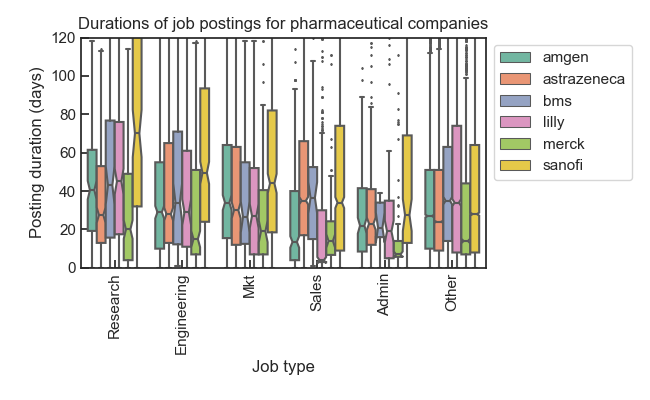 Durations of job postings for pharmaceutical companies
Posting duration (days)
120
100
80
60
40
20
0
Research
Engineering
Mkt
Sales
Admin
Other
Job type
amgen
astrazeneca
bms
lilly
merck
sanofi